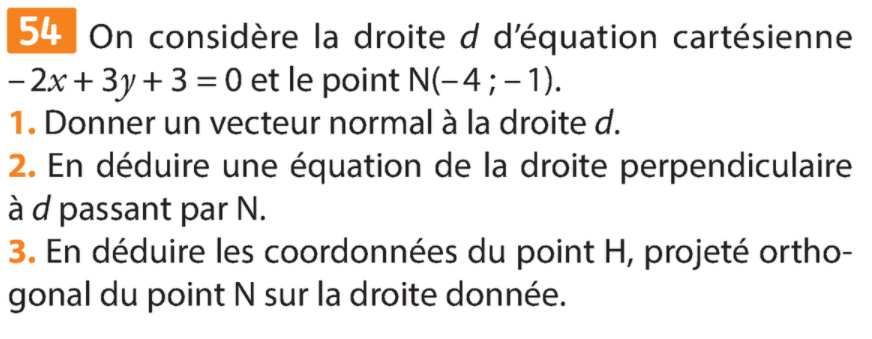 54 On considère la droite d d'équation cartésienne
– 2x + 3y + 3 = 0 et le point N(– 4 ; – 1).
1. Donner un vecteur normal à la droite d.
2. En déduire une équation de la droite perpendiculaire
à d passant par N.
3. En déduire les coordonnées du point H, projeté ortho-
gonal du point N sur la droite donnée.